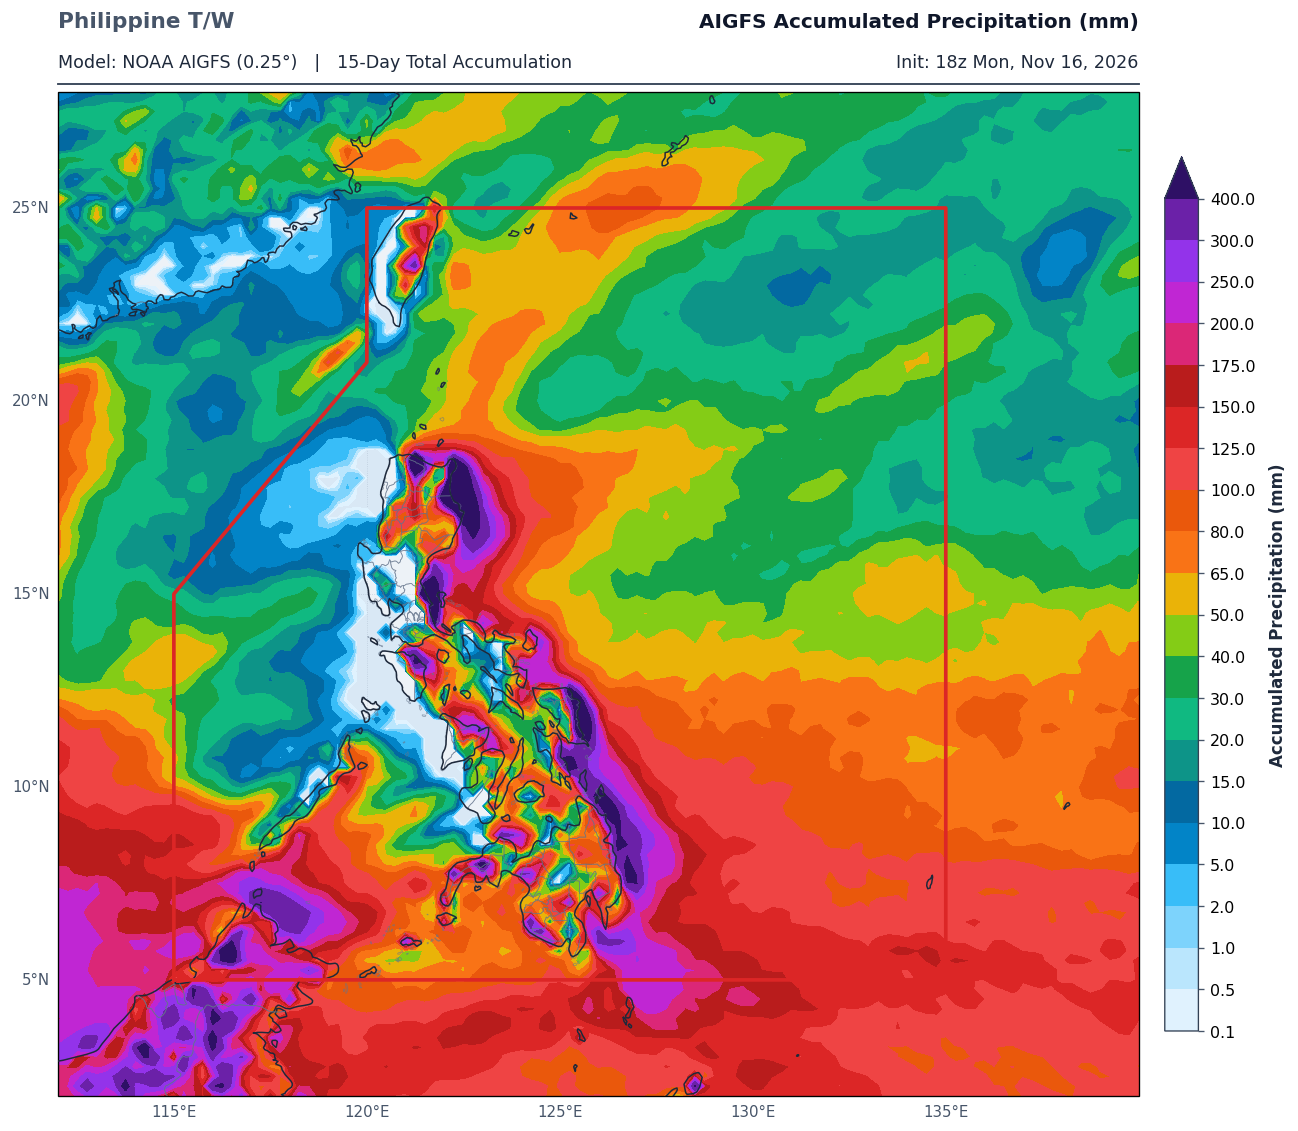 Philippine T/W
AIGFS Accumulated Precipitation (mm)
Model: NOAA AIGFS (0.25°) | 15-Day Total Accumulation
Init: 18z Mon, Nov 16, 2026
25°N
20°N
15°N
10°N
5°N
115°E
120°E
125°E
130°E
135°E
400.0
300.0
250.0
200.0
175.0
150.0
125.0
100.0
80.0
65.0
50.0
40.0
30.0
20.0
15.0
10.0
5.0
2.0
1.0
0.5
0.1
Accumulated Precipitation (mm)